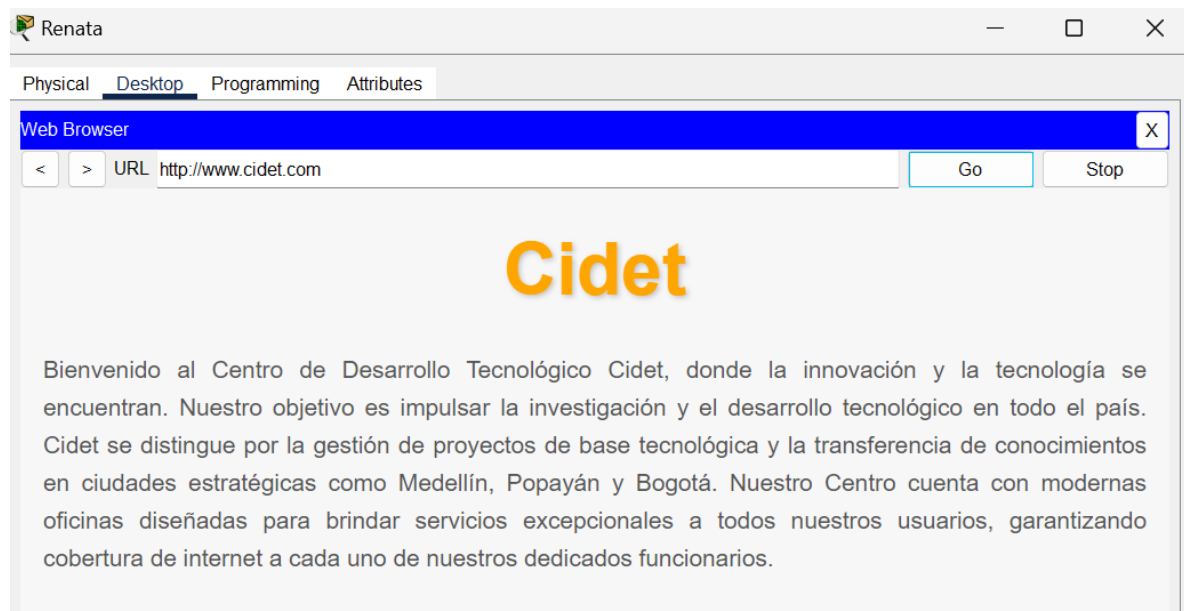 Renata
Physical Desktop Programming Attributes
Web Browser
X
< > URL http://www.cidet.com Go Stop
Cidet
Bienvenido al Centro de Desarrollo Tecnológico Cidet, donde la innovación y la tecnología se
encuentran. Nuestro objetivo es impulsar la investigación y el desarrollo tecnológico en todo el país.
Cidet se distingue por la gestión de proyectos de base tecnológica y la transferencia de conocimientos
en ciudades estratégicas como Medellín, Popayán y Bogotá. Nuestro Centro cuenta con modernas
oficinas diseñadas para brindar servicios excepcionales a todos nuestros usuarios, garantizando
cobertura de internet a cada uno de nuestros dedicados funcionarios.